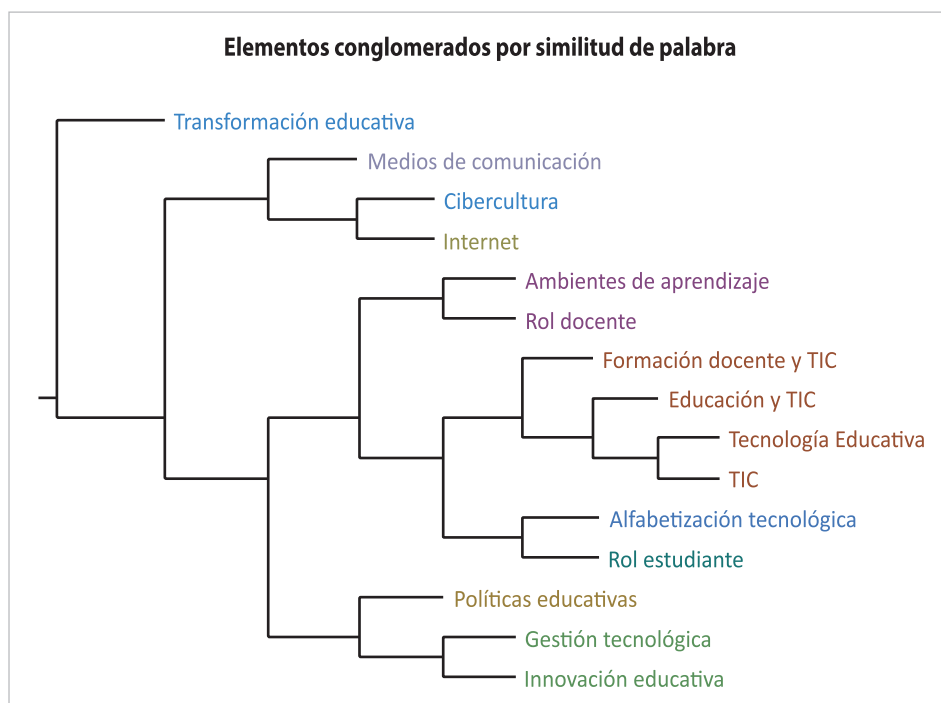 Elementos conglomerados por similitud de palabra
Transformación educativa
Medios de comunicación
Cibercultura
Internet
Ambientes de aprendizaje
Rol docente
Formación docente y TIC
Educación y TIC
Tecnología Educativa
TIC
Alfabetización tecnológica
Rol estudiante
Políticas educativas
Gestión tecnológica
Innovación educativa